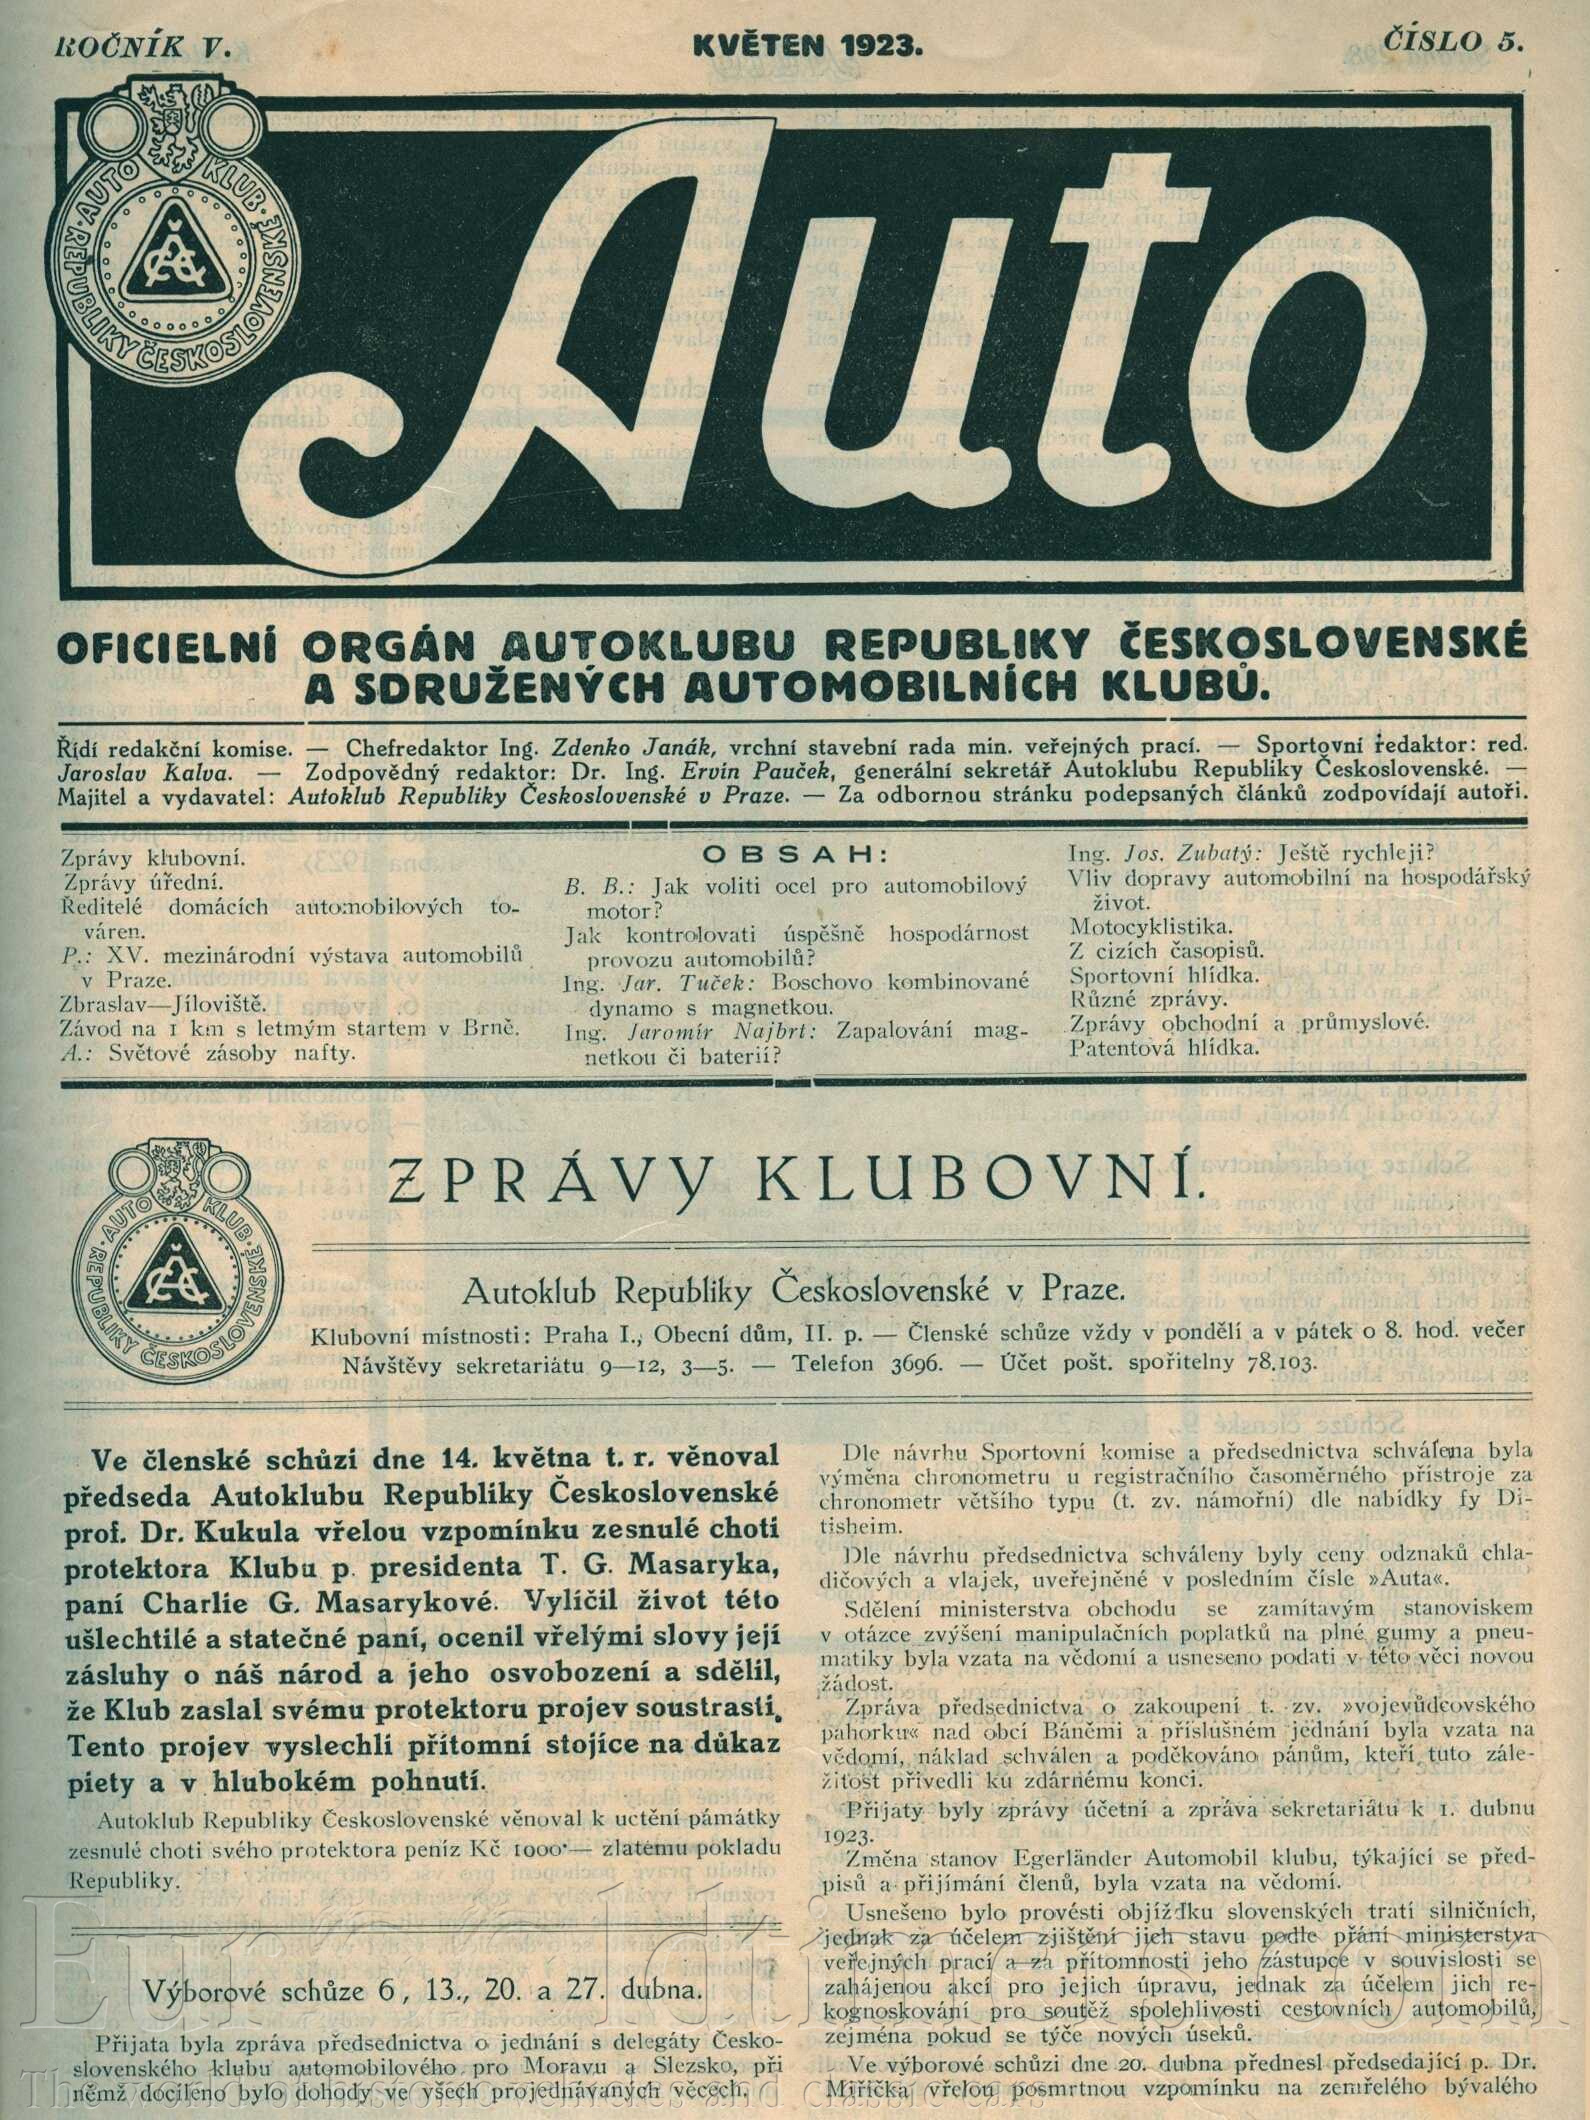 ROČNÍK V.
KVĚTEN 1923.
ČÍSLO 5.
AUTO KLUB REPUBLIKY ČESKOSLOVENSKÉ
Auto
OFICIELNÍ ORGÁN AUTOKLUBU REPUBLIKY ČESKOSLOVENSKÉ
A SDRUŽENÝCH AUTOMOBILNÍCH KLUBŮ.
Řídí redakční komise. — Chefredaktor Ing. Zdenko Janák, vrchní stavební rada min. veřejných prací. — Sportovní redaktor: red.
Jaroslav Kalva. — Zodpovědný redaktor: Dr. Ing. Ervín Pauček, generální sekretář Autoklubu Republiky Československé. —
Majitel a vydavatel: Autoklub Republiky Československé v Praze. — Za odbornou stránku podepsaných článků zodpovídají autoři.
OBSAH:
Zprávy klubovní.
Zprávy úřední.
Ředitelé domácích automobilových to-
váren.
P.: XV. mezinárodní výstava automobilů
v Praze.
Zbraslav—Jíloviště.
Závod na 1 km s letmým startem v Brně.
A.: Světové zásoby nafty.
B. B.: Jak voliti ocel pro automobilový
motor?
Jak kontrolovati úspěšně hospodárnost
provozu automobilů?
Ing. Jar. Tuček: Boschovo kombinované
dynamo s magnetkou.
Ing. Jaromír Najbrt: Zapalování mag-
netkou či baterií?
Ing. Jos. Zubatý: Ještě rychleji?
Vliv dopravy automobilní na hospodářský
život.
Motocyklistika.
Z cizích časopisů.
Sportovní hlídka.
Různé zprávy.
Zprávy obchodní a průmyslové.
Patentová hlídka.
AUTO KLUB REPUBLIKY ČESKOSLOVENSKÉ
ZPRÁVY KLUBOVNÍ.
Autoklub Republiky Československé v Praze.
Klubovní místnosti: Praha I., Obecní dům, II. p. — Členské schůze vždy v pondělí a v pátek o 8. hod. večer
Návštěvy sekretariátu 9—12, 3—5. — Telefon 3696. — Účet pošt. spořitelny 78.103.
Ve členské schůzi dne 14. května t. r. věnoval
předseda Autoklubu Republiky Československé
prof. Dr. Kukula vřelou vzpomínku zesnulé choti
protektora Klubu p. presidenta T. G. Masaryka,
paní Charlie G. Masarykové. Vylíčil život této
ušlechtilé a statečné paní, ocenil vřelými slovy její
zásluhy o náš národ a jeho osvobození a sdělil,
že Klub zaslal svému protektoru projev soustrasti.
Tento projev vyslechli přítomní stojíce na důkaz
piety a v hlubokém pohnutí.
Autoklub Republiky Československé věnoval k uctění památky
zesnulé choti svého protektora peníz Kč 1000·— zlatému pokladu
Republiky.
Výborové schůze 6, 13., 20. a 27. dubna.
Přijata byla zpráva předsednictva o jednání s delegáty Česko-
slovenského klubu automobilového pro Moravu a Slezsko, při
němž docíleno bylo dohody ve všech projednávaných věcech.
Dle návrhu Sportovní komise a předsednictva schválena byla
výměna chronometru u registračního časoměrného přístroje za
chronometr většího typu (t. zv. námořní) dle nabídky fy Di-
tisheim.
Dle návrhu předsednictva schváleny byly ceny odznaků chla-
dičových a vlajek, uveřejněné v posledním čísle »Auta«.
Sdělení ministerstva obchodu se zamítavým stanoviskem
v otázce zvýšení manipulačních poplatků na plné gumy a pneu-
matiky byla vzata na vědomí a usneseno podati v této věci novou
žádost.
Zpráva předsednictva o zakoupení t. zv. »vojevůdcovského
pahorku« nad obcí Báněmi a příslušném jednání byla vzata na
vědomí, náklad schválen a poděkováno pánům, kteří tuto zále-
žitost přivedli ku zdárnému konci.
Přijaty byly zprávy účetní a zpráva sekretariátu k 1. dubnu
1923.
Změna stanov Egerländer Automobil klubu, týkající se před-
pisů a přijímání členů, byla vzata na vědomí.
Usnešeno bylo provésti objížďku slovenských tratí silničních,
jednak za účelem zjištění jich stavu podle přání ministerstva
veřejných prací a za přítomnosti jeho zástupce v souvislosti se
zahájenou akcí pro jejich úpravu, jednak za účelem jich re-
kognoskování pro soutěž spolehlivosti cestovních automobilů,
zejména pokud se týče nových úseků.
Ve výborové schůzi dne 20. dubna přednesl předsedající p. Dr.
Miřička vřelou posmrtnou vzpomínku na zemřelého bývalého